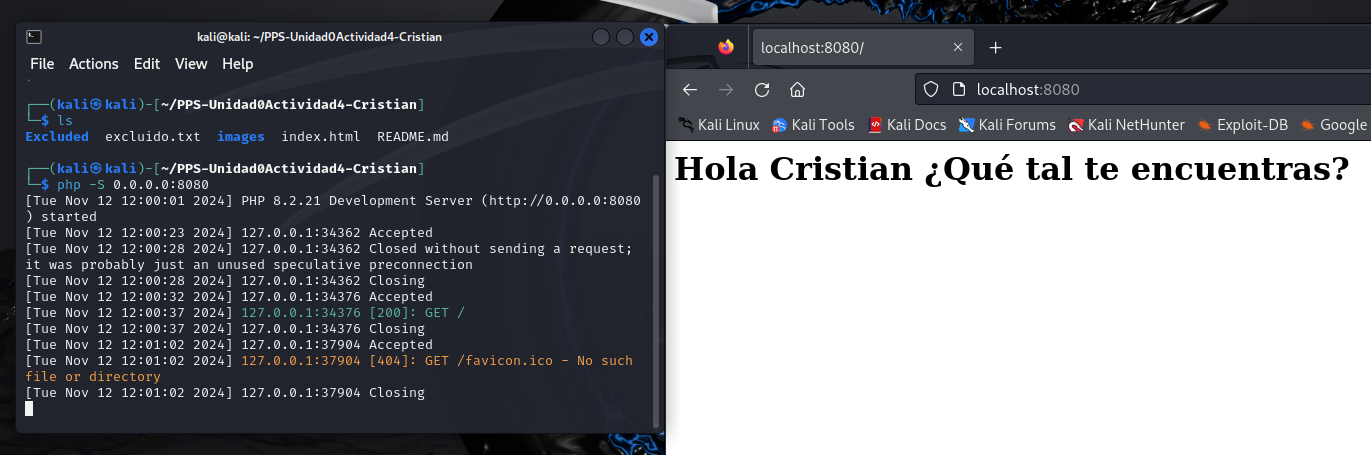 kali@kali: ~/PPS-Unidad0Actividad4-Cristian
File Actions Edit View Help
┌──(kali㉿kali)-[~/PPS-Unidad0Actividad4-Cristian]
└─$ ls
Excluded excluido.txt images index.html README.md
┌──(kali㉿kali)-[~/PPS-Unidad0Actividad4-Cristian]
└─$ php -S 0.0.0.0:8080
[Tue Nov 12 12:00:01 2024] PHP 8.2.21 Development Server (http://0.0.0.0:8080
) started
[Tue Nov 12 12:00:23 2024] 127.0.0.1:34362 Accepted
[Tue Nov 12 12:00:28 2024] 127.0.0.1:34362 Closed without sending a request;
it was probably just an unused speculative preconnection
[Tue Nov 12 12:00:28 2024] 127.0.0.1:34362 Closing
[Tue Nov 12 12:00:32 2024] 127.0.0.1:34376 Accepted
[Tue Nov 12 12:00:37 2024] 127.0.0.1:34376 [200]: GET /
[Tue Nov 12 12:00:37 2024] 127.0.0.1:34376 Closing
[Tue Nov 12 12:01:02 2024] 127.0.0.1:37904 Accepted
[Tue Nov 12 12:01:02 2024] 127.0.0.1:37904 [404]: GET /favicon.ico - No such
file or directory
[Tue Nov 12 12:01:02 2024] 127.0.0.1:37904 Closing
localhost:8080/
localhost:8080
Kali Linux Kali Tools Kali Docs Kali Forums Kali NetHunter Exploit-DB Google
Hola Cristian ¿Qué tal te encuentras?